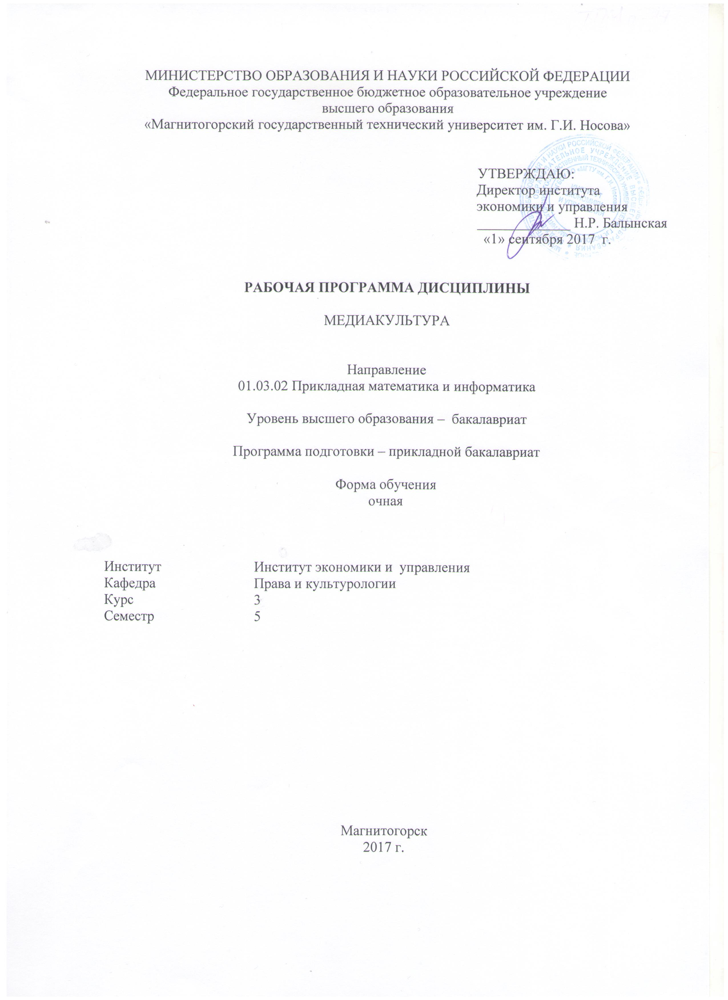 МИНИСТЕРСТВО ОБРАЗОВАНИЯ И НАУКИ РОССИЙСКОЙ ФЕДЕРАЦИИ
Федеральное государственное бюджетное образовательное учреждение
высшего образования
«Магнитогорский государственный технический университет им. Г.И. Носова»
УТВЕРЖДАЮ:
Директор института
экономики и управления
_____________ Н.Р. Балынская
«1» сентября 2017 г.
РАБОЧАЯ ПРОГРАММА ДИСЦИПЛИНЫ
МЕДИАКУЛЬТУРА
Направление
01.03.02 Прикладная математика и информатика
Уровень высшего образования – бакалавриат
Программа подготовки – прикладной бакалавриат
Форма обучения
очная
Институт Институт экономики и управления
Кафедра Права и культурологии
Курс 3
Семестр 5
Магнитогорск
2017 г.